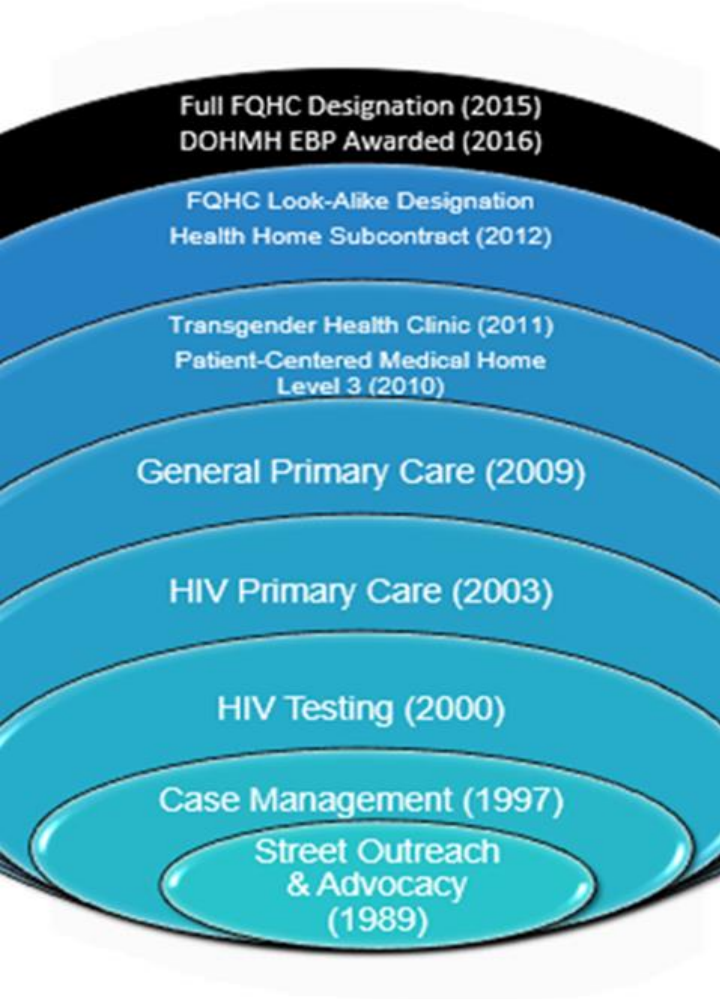 Full FQHC Designation (2015)
DOHMH EBP Awarded (2016)
FQHC Look-Alike Designation
Health Home Subcontract (2012)
Transgender Health Clinic (2011)
Patient-Centered Medical Home
Level 3 (2010)
General Primary Care (2009)
HIV Primary Care (2003)
HIV Testing (2000)
Case Management (1997)
Street Outreach
& Advocacy
(1989)